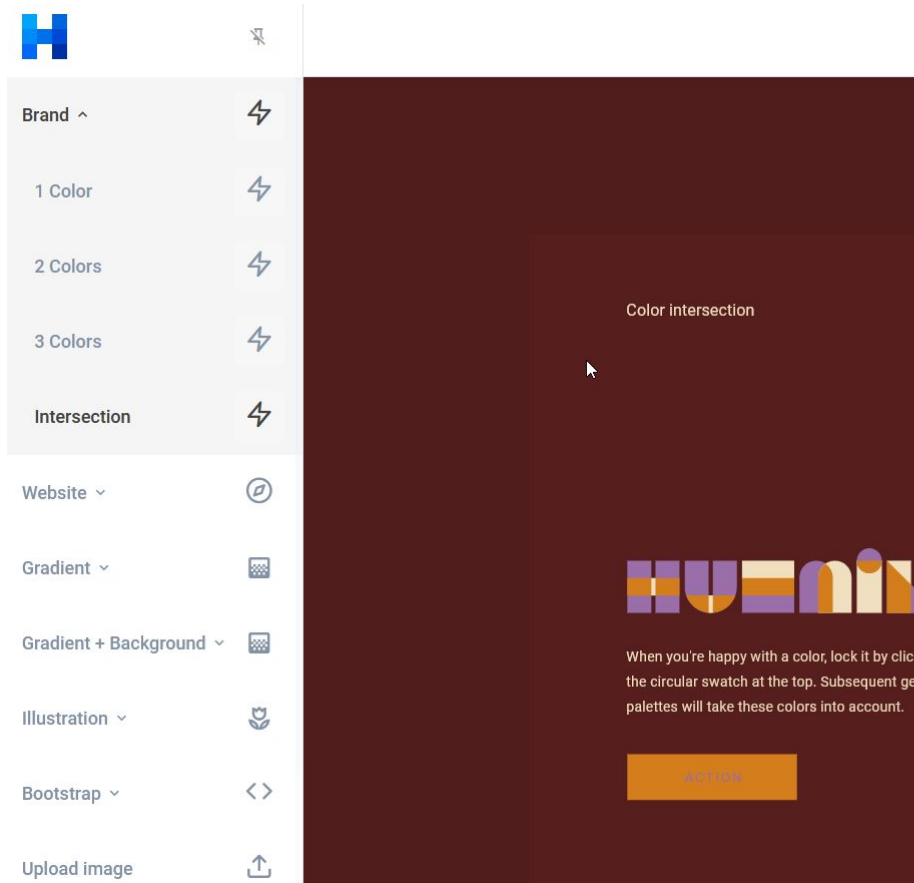 H
Brand
1 Color
2 Colors
3 Colors
Intersection
Website
Gradient
Gradient + Background
Illustration
Bootstrap
Upload image
Color intersection
When you're happy with a color, lock it by
the circular swatch at the top. Subsequent
palettes will take these colors into account.
ACTION